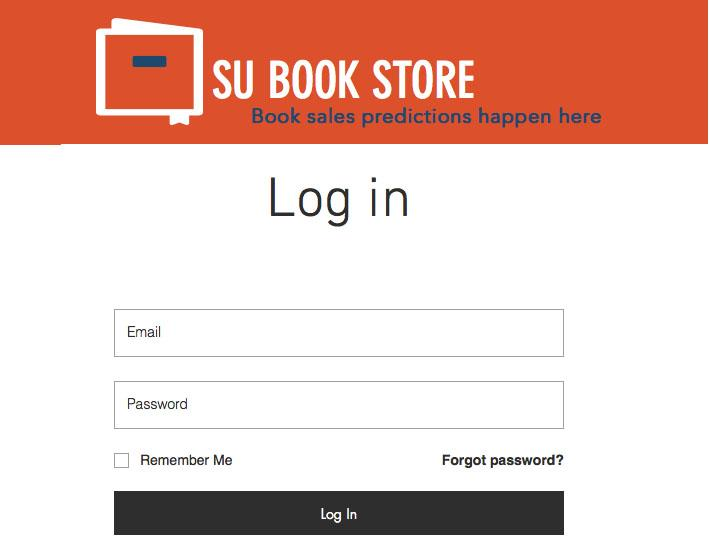 SU BOOK STORE
Book sales predictions happen here
Log in
Email
Password
Remember Me Forgot password?
Log In